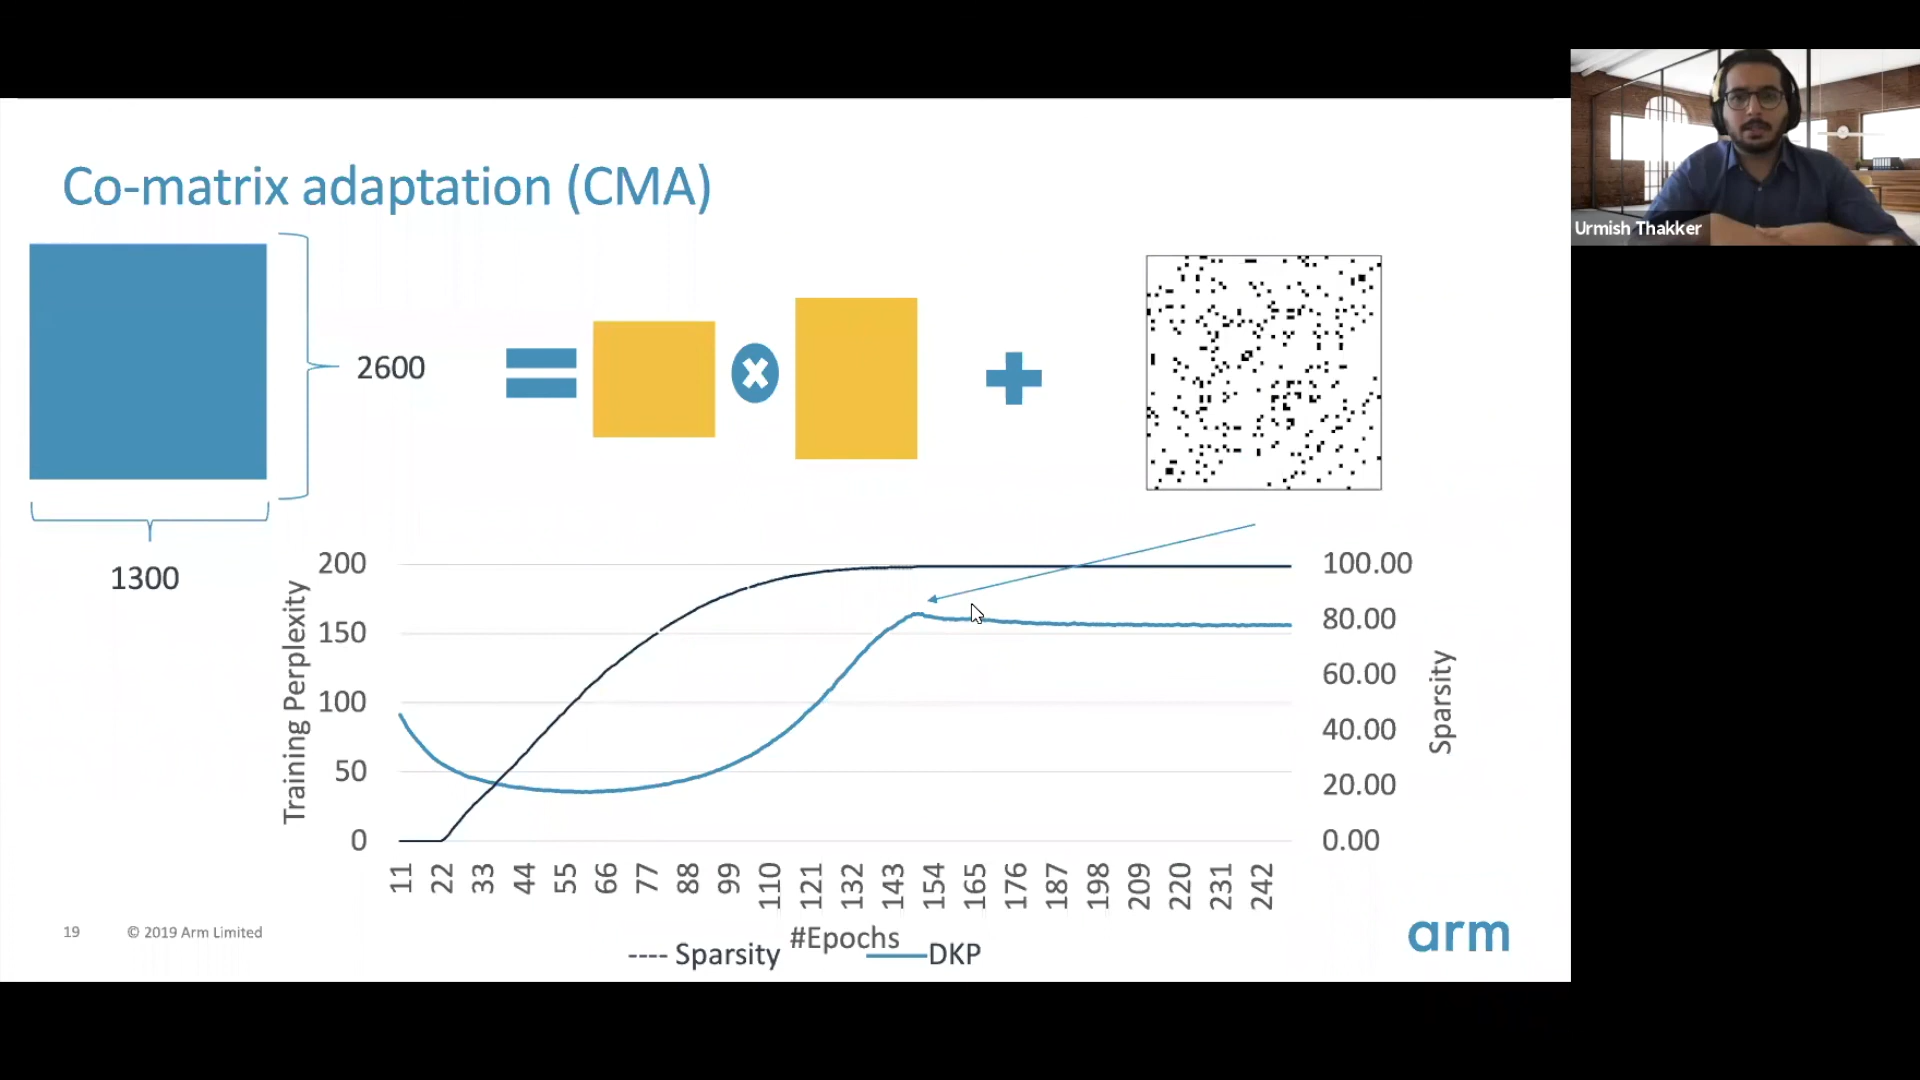 Urmish Thakker
Co-matrix adaptation (CMA)
2600
1300
Training Perplexity
200
150
100
50
0
100.00
80.00
60.00
40.00
20.00
0.00
Sparsity
11 22 33 44 55 66 77 88 99 110 121 132 143 154 165 176 187 198 209 220 231 242
#Epochs
---- Sparsity
DKP
19
© 2019 Arm Limited
arm